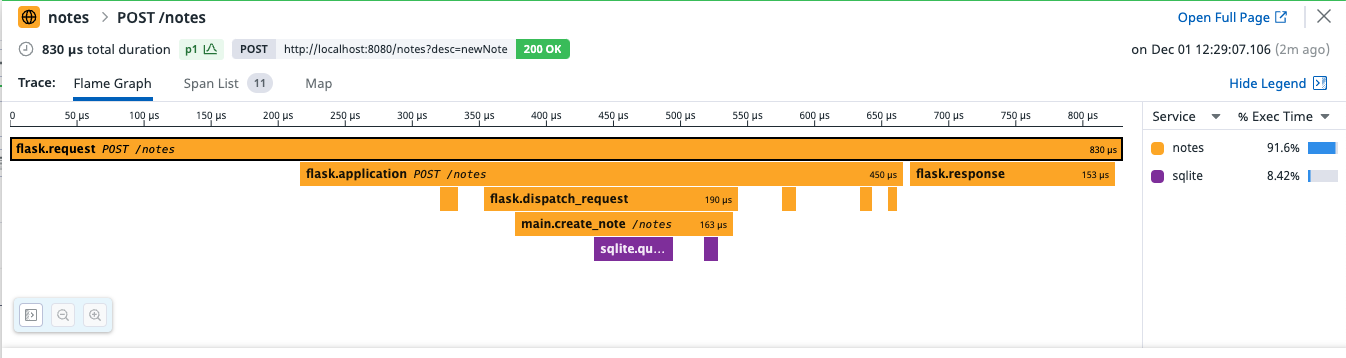 notes > POST /notes
Open Full Page
830 µs total duration p1 POST http://localhost:8080/notes?desc=newNote 200 OK
on Dec 01 12:29:07.106 (2m ago)
Trace: Flame Graph Span List 11 Map
Hide Legend
0 50 µs 100 µs 150 µs 200 µs 250 µs 300 µs 350 µs 400 µs 450 µs 500 µs 550 µs 600 µs 650 µs 700 µs 750 µs 800 µs
flask.request POST /notes 830 µs
flask.application POST /notes 450 µs flask.response 153 µs
flask.dispatch_request 190 µs
main.create_note /notes 163 µs
sqlite.qu...
Service % Exec Time
notes 91.6%
sqlite 8.42%